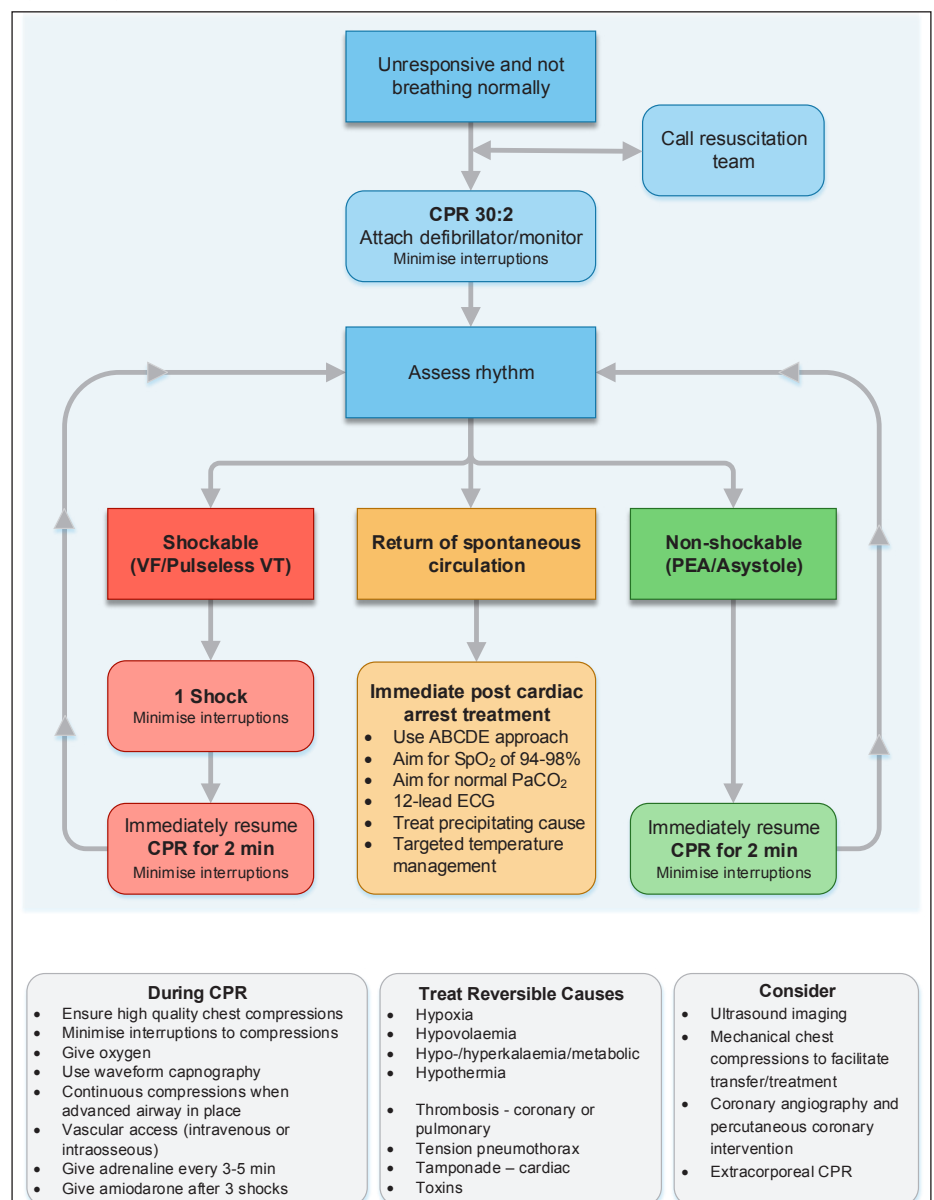 Unresponsive and not
breathing normally
Call resuscitation
team
CPR 30:2
Attach defibrillator/monitor
Minimise interruptions
Assess rhythm
Shockable
(VF/Pulseless VT)
Return of spontaneous
circulation
Non-shockable
(PEA/Asystole)
1 Shock
Minimise interruptions
Immediately resume
CPR for 2 min
Minimise interruptions
Immediate post cardiac
arrest treatment
• Use ABCDE approach
• Aim for SpO₂ of 94-98%
• Aim for normal PaCO₂
• 12-lead ECG
• Treat precipitating cause
• Targeted temperature
management
Immediately resume
CPR for 2 min
Minimise interruptions
During CPR
• Ensure high quality chest compressions
• Minimise interruptions to compressions
• Give oxygen
• Use waveform capnography
• Continuous compressions when
advanced airway in place
• Vascular access (intravenous or
intraosseous)
• Give adrenaline every 3-5 min
• Give amiodarone after 3 shocks
Treat Reversible Causes
• Hypoxia
• Hypovolaemia
• Hypo-/hyperkalaemia/metabolic
• Hypothermia
• Thrombosis - coronary or
pulmonary
• Tension pneumothorax
• Tamponade – cardiac
• Toxins
Consider
• Ultrasound imaging
• Mechanical chest
compressions to facilitate
transfer/treatment
• Coronary angiography and
percutaneous coronary
intervention
• Extracorporeal CPR